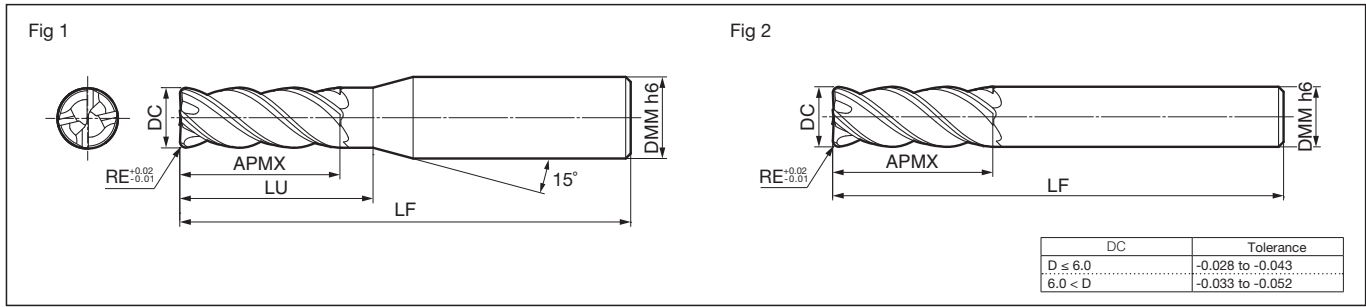 Fig 1
DC
RE+0.02 -0.01
APMX
LU
LF
15°
DMM h6
Fig 2
DC
RE+0.02 -0.01
APMX
LF
DMM h6
DC Tolerance
D ≤ 6.0 -0.028 to -0.043
6.0 < D -0.033 to -0.052